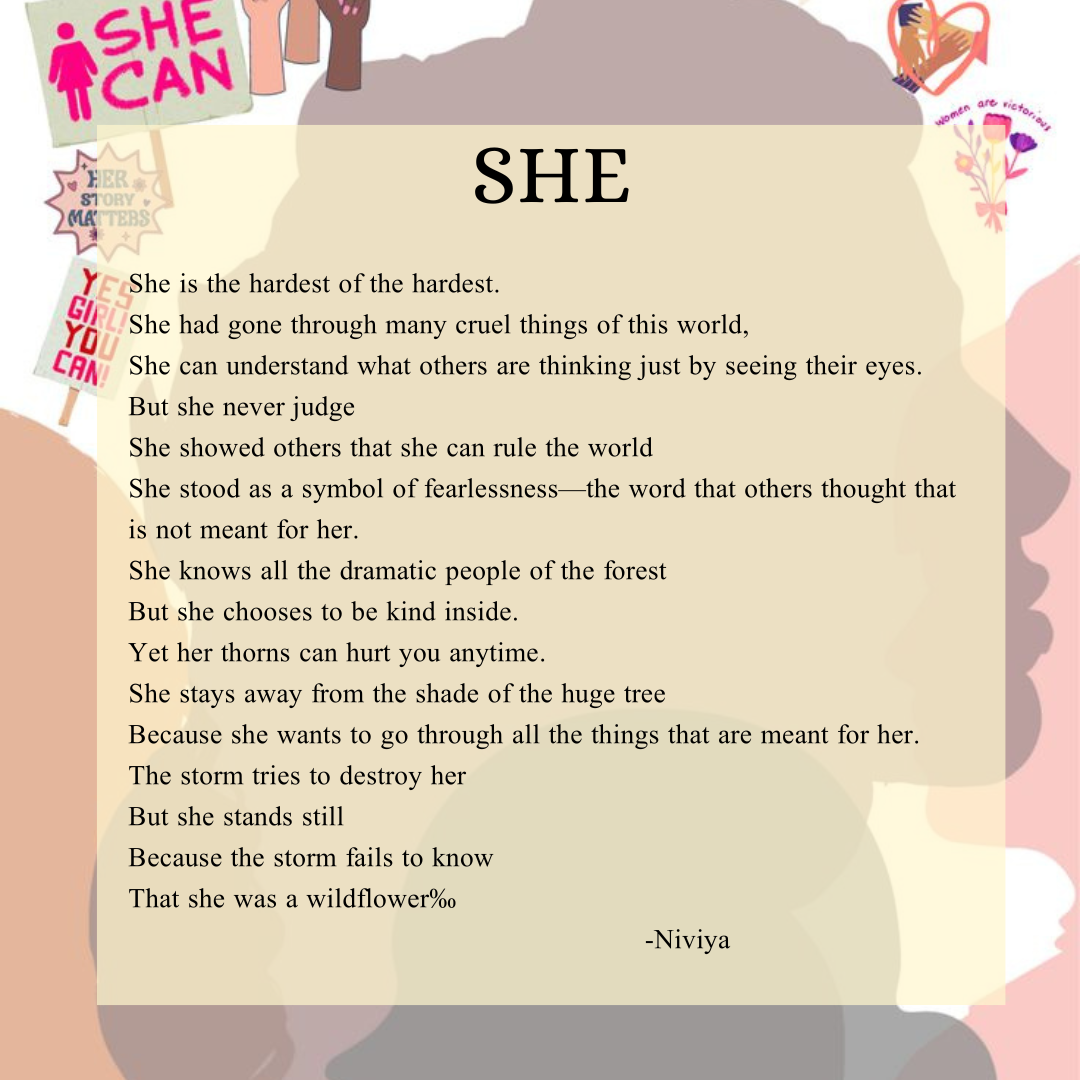 SHE
CAN
women are victorious
SHE
HER
STORY
MATTERS
YES
GIRL!
YOU
CAN!
She is the hardest of the hardest.
She had gone through many cruel things of this world,
She can understand what others are thinking just by seeing their eyes.
But she never judge
She showed others that she can rule the world
She stood as a symbol of fearlessness—the word that others thought that
is not meant for her.
She knows all the dramatic people of the forest
But she chooses to be kind inside.
Yet her thorns can hurt you anytime.
She stays away from the shade of the huge tree
Because she wants to go through all the things that are meant for her.
The storm tries to destroy her
But she stands still
Because the storm fails to know
That she was a wildflower‰
-Niviya